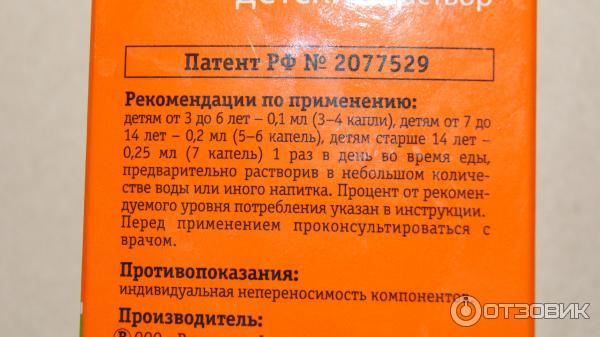 раствор
Патент РФ № 2077529
Рекомендации по применению:
детям от 3 до 6 лет – 0,1 мл (3–4 капли), детям от 7 до
14 лет – 0,2 мл (5–6 капель), детям старше 14 лет –
0,25 мл (7 капель) 1 раз в день во время еды,
предварительно растворив в небольшом количе-
стве воды или иного напитка. Процент от рекомен-
дуемого уровня потребления указан в инструкции.
Перед применением проконсультироваться с
врачом.
Противопоказания:
индивидуальная непереносимость компонентов.
Производитель:
ООО
ОТЗОВИК